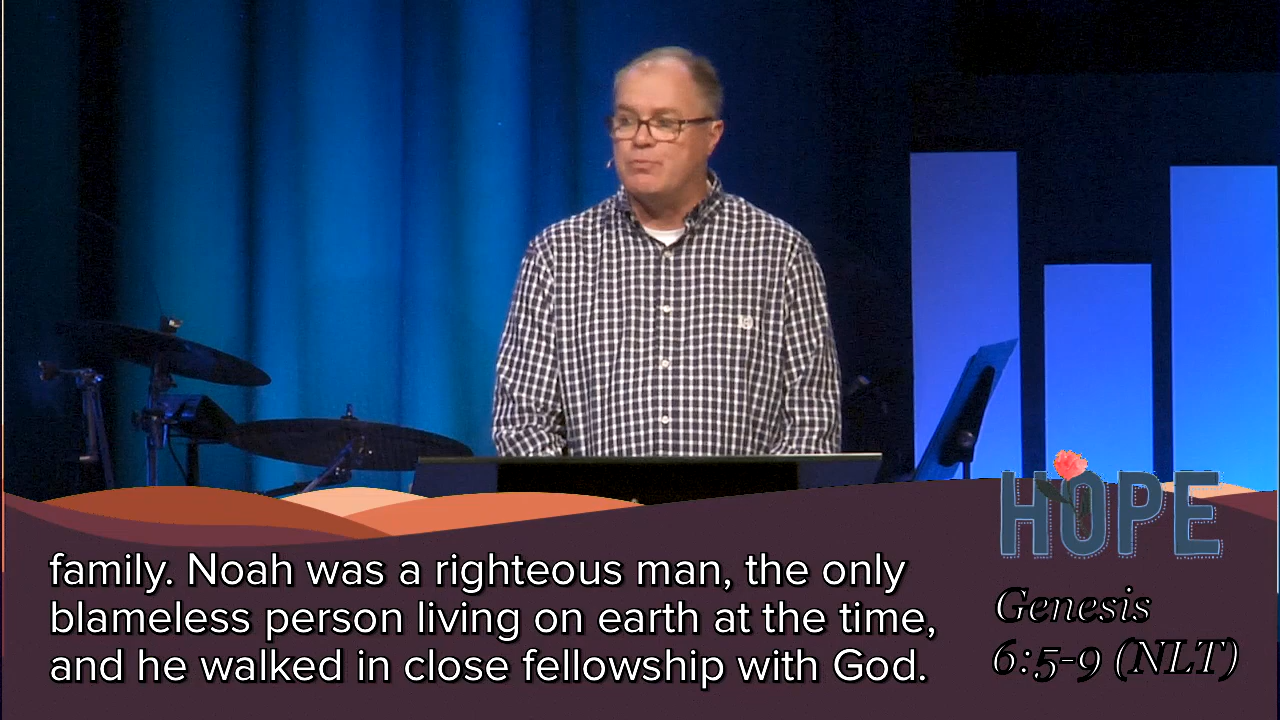 family. Noah was a righteous man, the only
blameless person living on earth at the time,
and he walked in close fellowship with God.
HOPE
Genesis
6:5-9 (NLT)